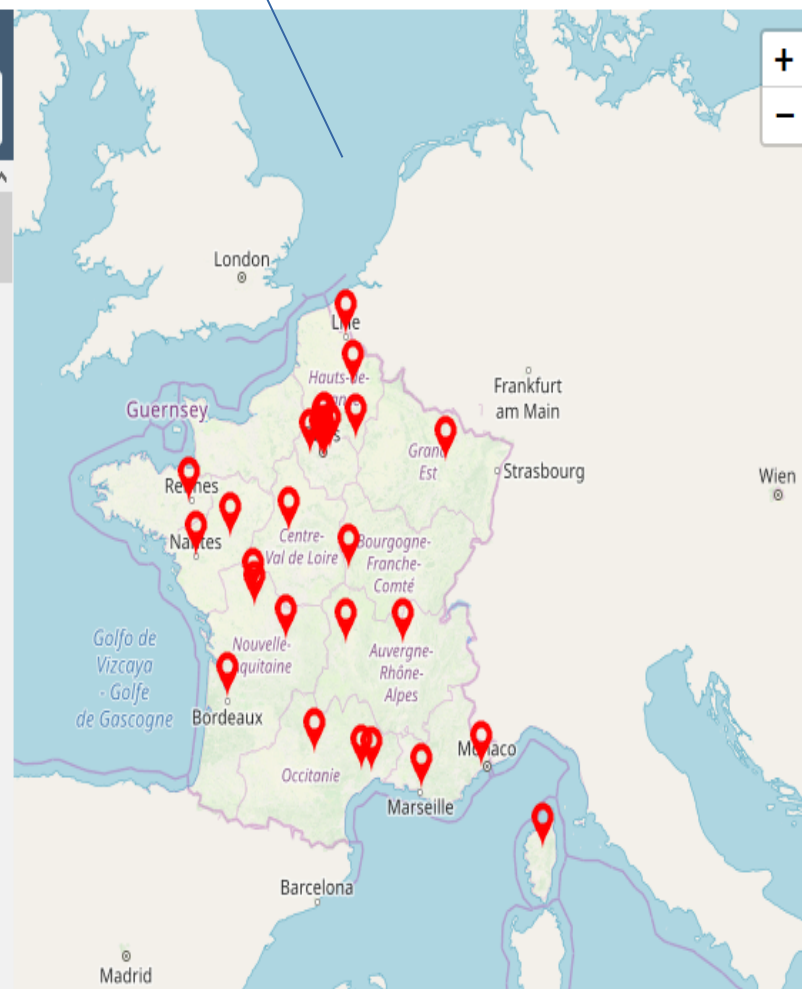 +
−
London
Lille
Hauts-de-
Guernsey
Frankfurt
am Main
Grand
Est
Strasbourg
Wien
Rennes
Nantes
Centre-
Val de Loire
Bourgogne-
Franche-
Comté
Golfo de
Vizcaya
- Golfe
de Gascogne
Nouvelle-
quitaine
Auvergne-
Rhône-
Alpes
Bordeaux
Monaco
Occitanie
Marseille
Barcelona
Madrid